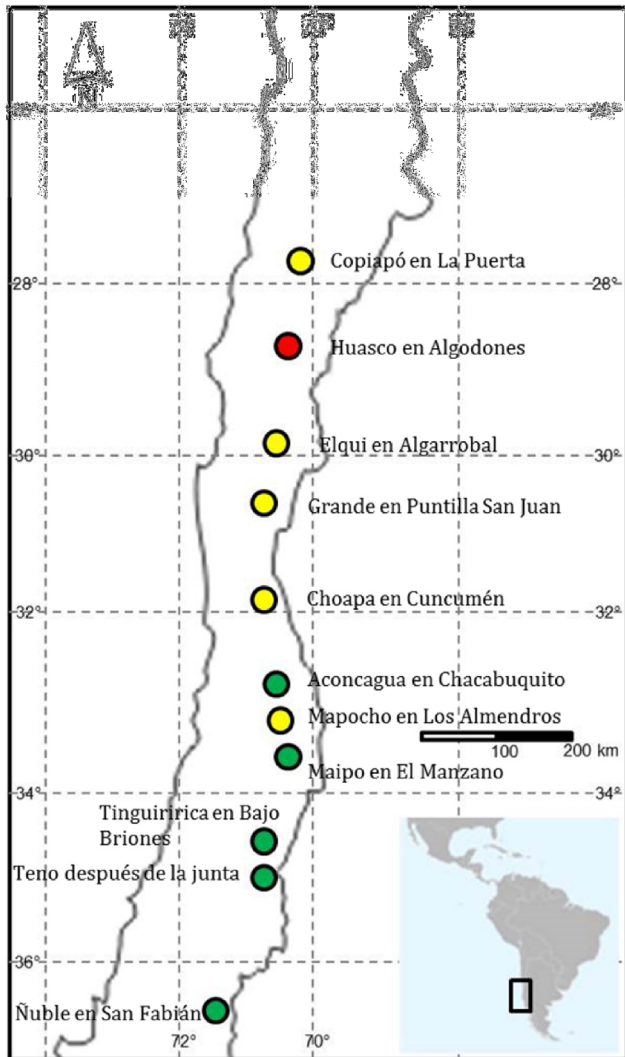 Copiapó en La Puerta
28° 28°
Huasco en Algodones
Elqui en Algarrobal
30° 30°
Grande en Puntilla San Juan
Choapa en Cuncumén
32° 32°
Aconcagua en Chacabuquito
Mapocho en Los Almendros
100 200 km
Maipo en El Manzano
34° 34°
Tinguiririca en Bajo
Briones
Teno después de la junta
36° 36°
Ñuble en San Fabián
72° 70°